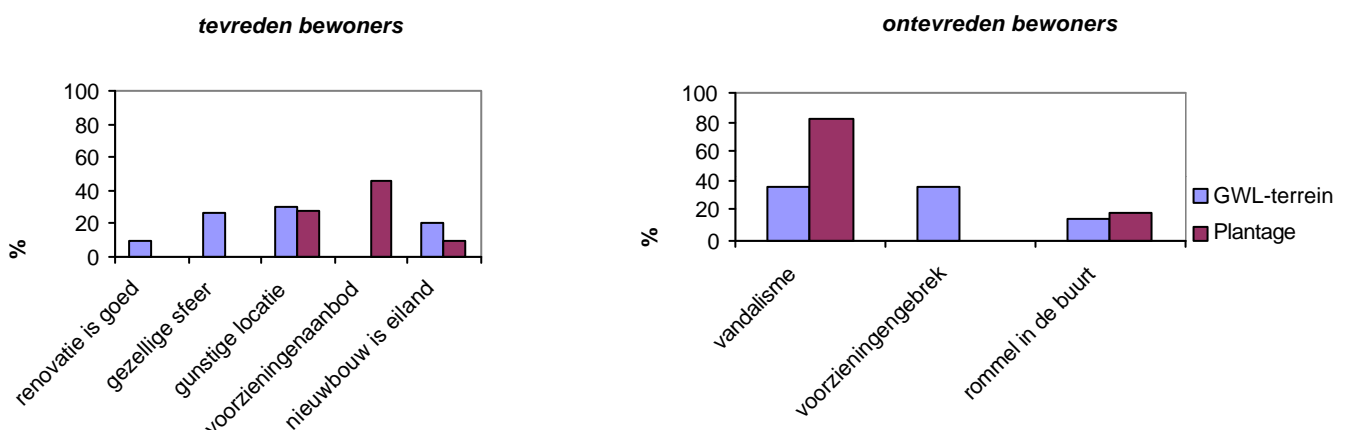 tevreden bewoners
100
80
60
40
20
0
%
renovatie is goed
gezellige sfeer
gunstige locatie
voorzieningenaanbod
nieuwbouw is eiland
ontevreden bewoners
100
80
60
40
20
0
%
vandalisme
voorzieningengebrek
rommel in de buurt
GWL-terrein
Plantage